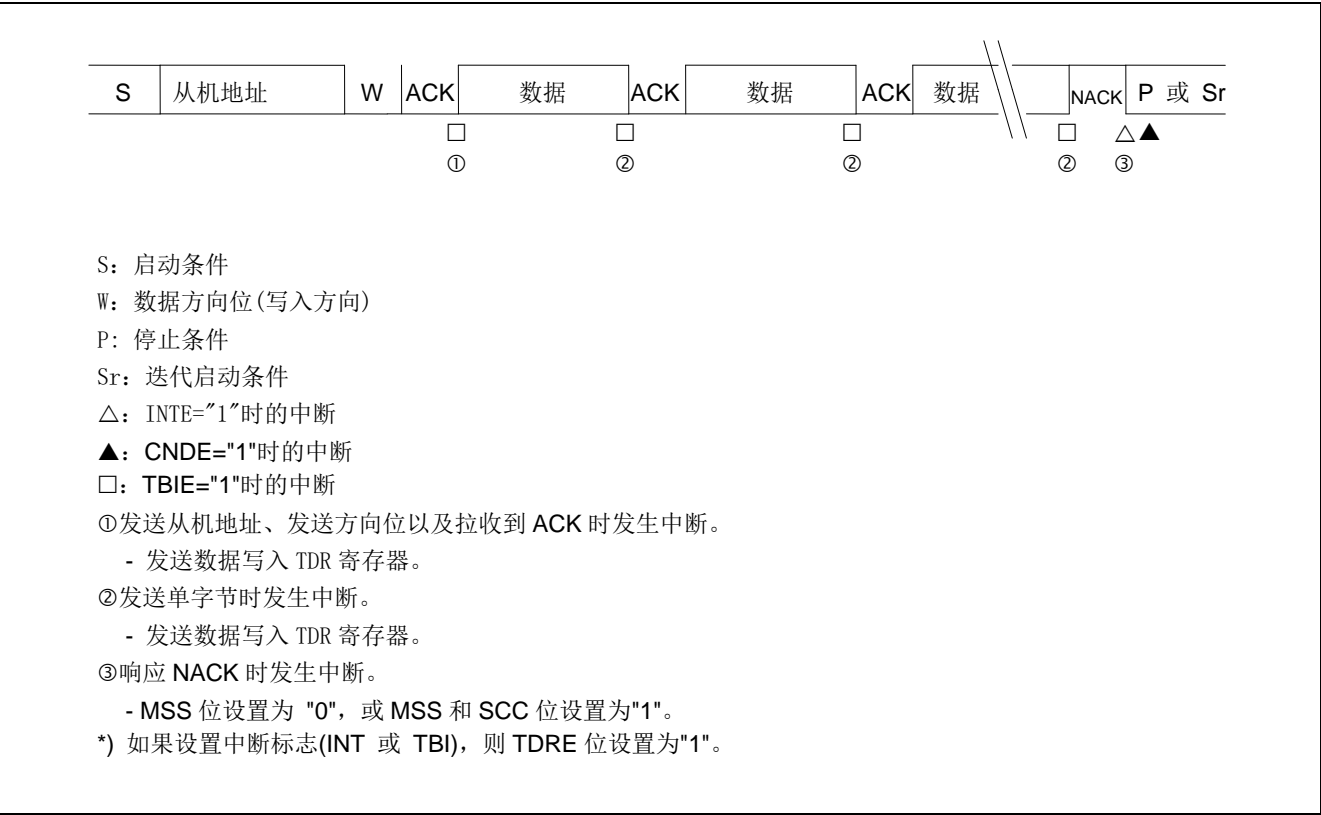 S 从机地址 W ACK 数据 ACK 数据 ACK 数据 NACK P 或 Sr
□ □ □ □ △▲
① ② ② ② ③
S：启动条件
W：数据方向位(写入方向)
P: 停止条件
Sr：迭代启动条件
△：INTE="1"时的中断
▲：CNDE="1"时的中断
□：TBIE="1"时的中断
①发送从机地址、发送方向位以及拉收到 ACK 时发生中断。
- 发送数据写入 TDR 寄存器。
②发送单字节时发生中断。
- 发送数据写入 TDR 寄存器。
③响应 NACK 时发生中断。
- MSS 位设置为 "0"，或 MSS 和 SCC 位设置为"1"。
*) 如果设置中断标志(INT 或 TBI)，则 TDRE 位设置为"1"。